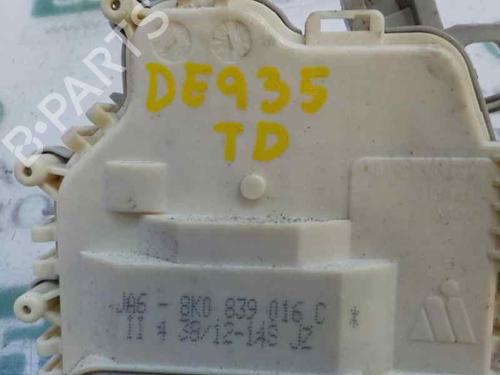 DE935
TD
B-PARTS
JA6 - 8K0 839 016 C *
II 4 38/12-14S JZ